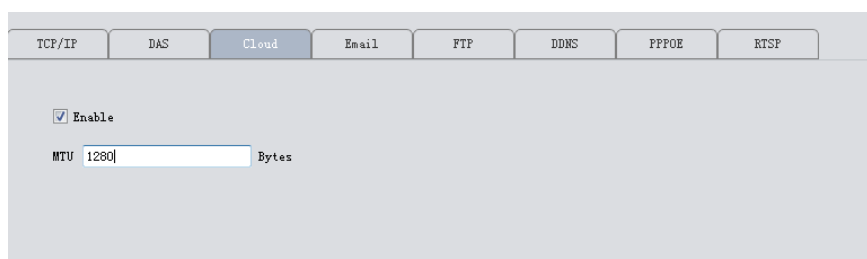 TCP/IP DAS Cloud Email FTP DDNS PPPOE RTSP
Enable
MTU 1280 Bytes